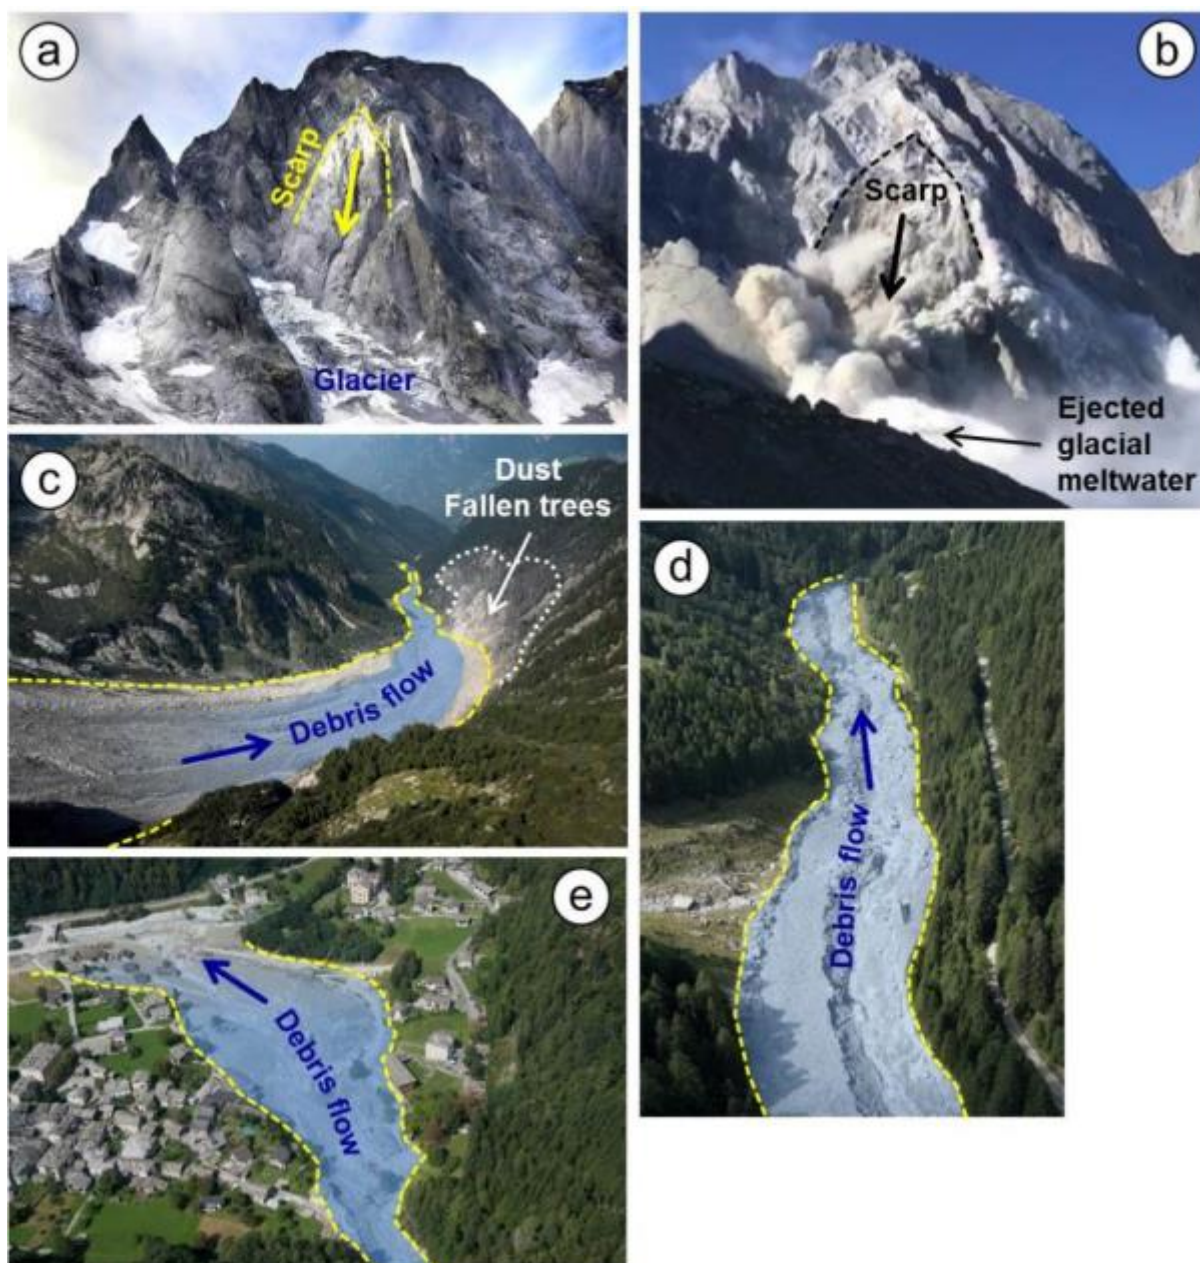 a
Scarp
Glacier
b
Scarp
Ejected
glacial
meltwater
c
Dust
Fallen trees
Debris flow
d
Debris flow
e
Debris flow